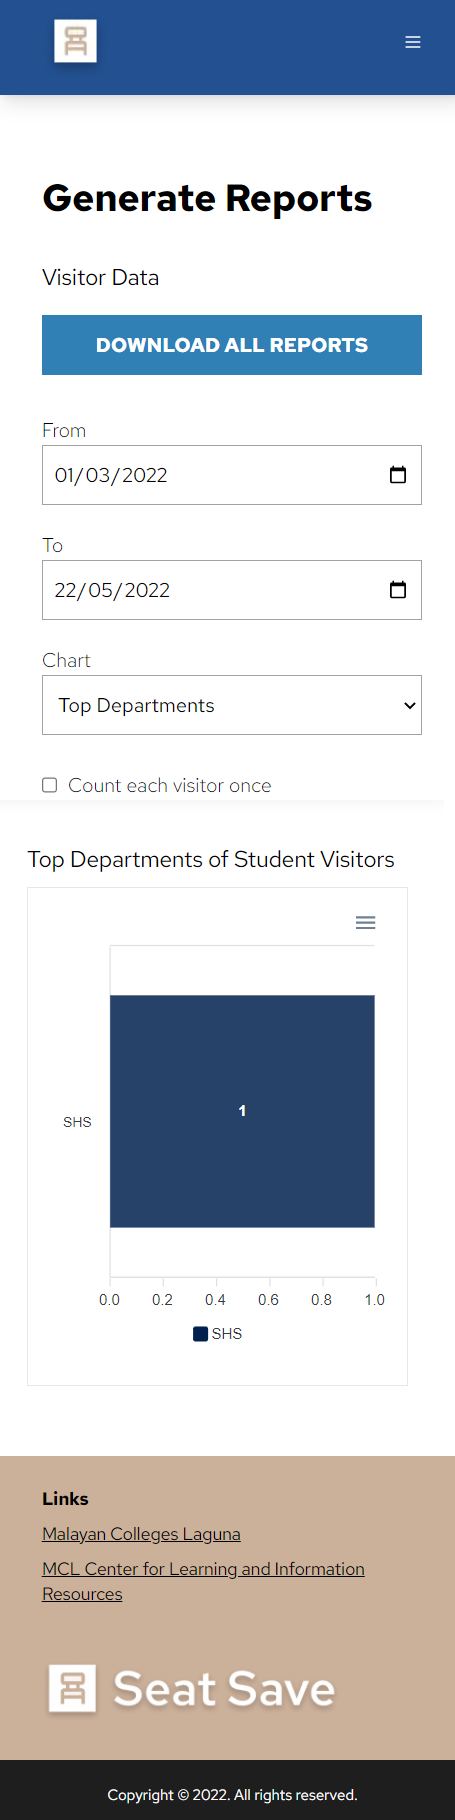 Generate Reports
Visitor Data
DOWNLOAD ALL REPORTS
From
01/03/2022
To
22/05/2022
Chart
Top Departments
Count each visitor once
Top Departments of Student Visitors
1
SHS
0.0 0.2 0.4 0.6 0.8 1.0
SHS
Links
Malayan Colleges Laguna
MCL Center for Learning and Information
Resources
Seat Save
Copyright © 2022. All rights reserved.